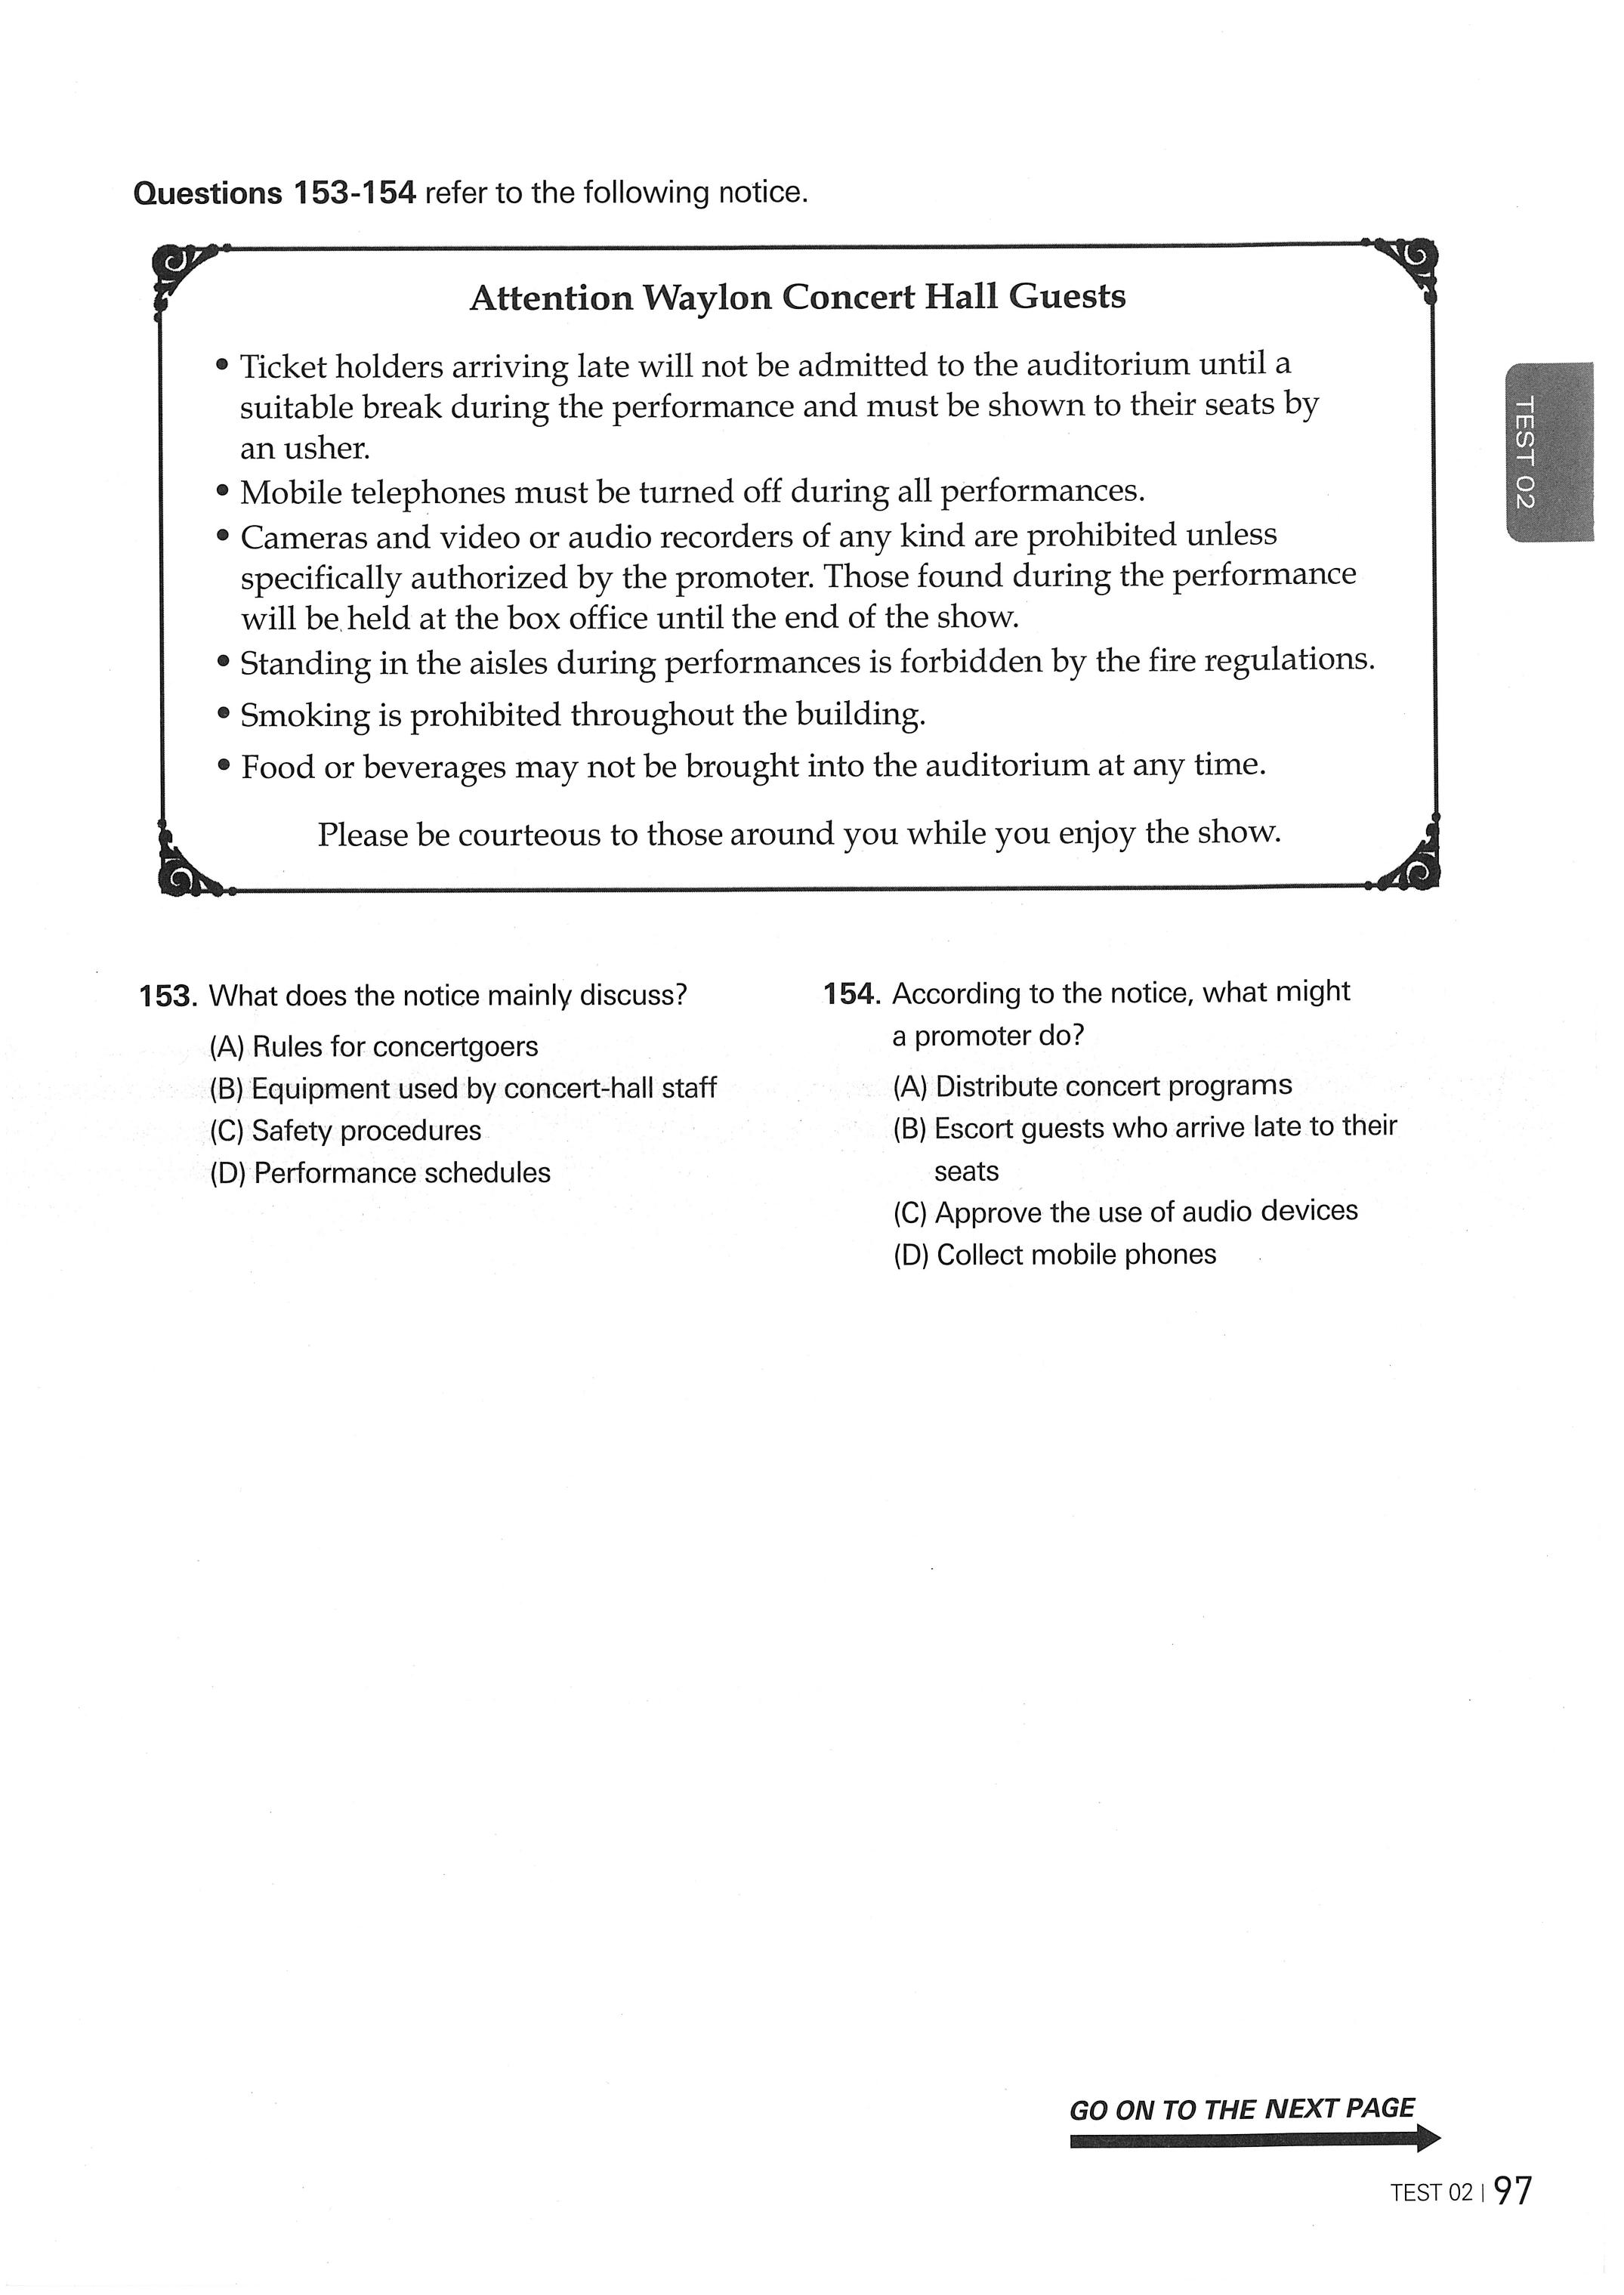 Questions 153-154 refer to the following notice.
Attention Waylon Concert Hall Guests
• Ticket holders arriving late will not be admitted to the auditorium until a
suitable break during the performance and must be shown to their seats by
an usher.
• Mobile telephones must be turned off during all performances.
• Cameras and video or audio recorders of any kind are prohibited unless
specifically authorized by the promoter. Those found during the performance
will be held at the box office until the end of the show.
• Standing in the aisles during performances is forbidden by the fire regulations.
• Smoking is prohibited throughout the building.
• Food or beverages may not be brought into the auditorium at any time.
Please be courteous to those around you while you enjoy the show.
TEST 02
153. What does the notice mainly discuss?
(A) Rules for concertgoers
(B) Equipment used by concert-hall staff
(C) Safety procedures
(D) Performance schedules
154. According to the notice, what might
a promoter do?
(A) Distribute concert programs
(B) Escort guests who arrive late to their
seats
(C) Approve the use of audio devices
(D) Collect mobile phones
GO ON TO THE NEXT PAGE
TEST 02 | 97